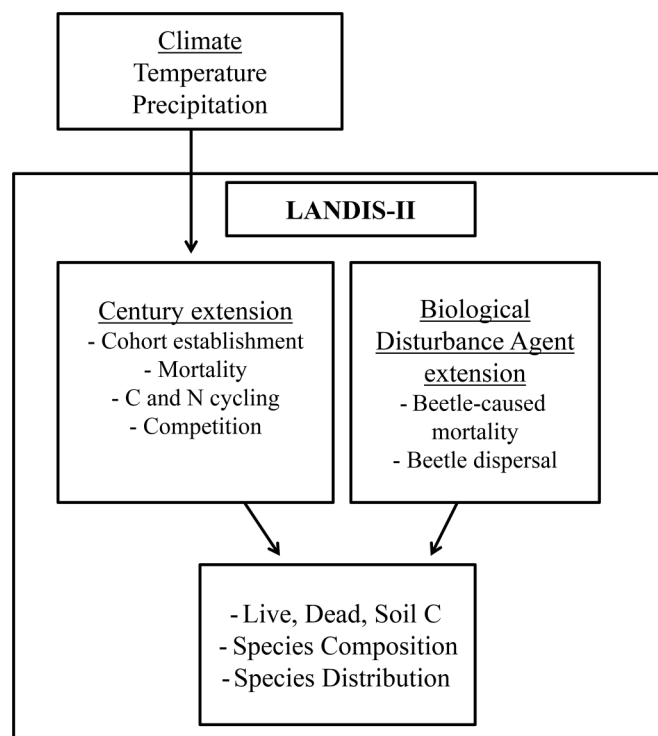 Climate
Temperature
Precipitation
LANDIS-II
Century extension
- Cohort establishment
- Mortality
- C and N cycling
- Competition
Biological
Disturbance Agent
extension
- Beetle-caused
mortality
- Beetle dispersal
- Live, Dead, Soil C
- Species Composition
- Species Distribution